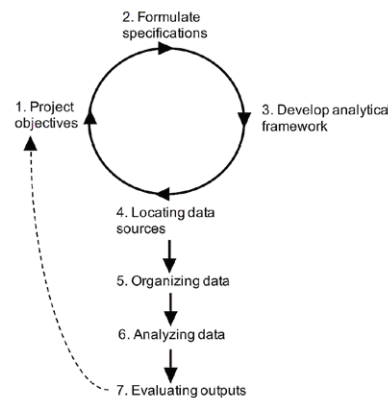 2. Formulate
specifications
1. Project
objectives
3. Develop analytical
framework
4. Locating data
sources
5. Organizing data
6. Analyzing data
7. Evaluating outputs